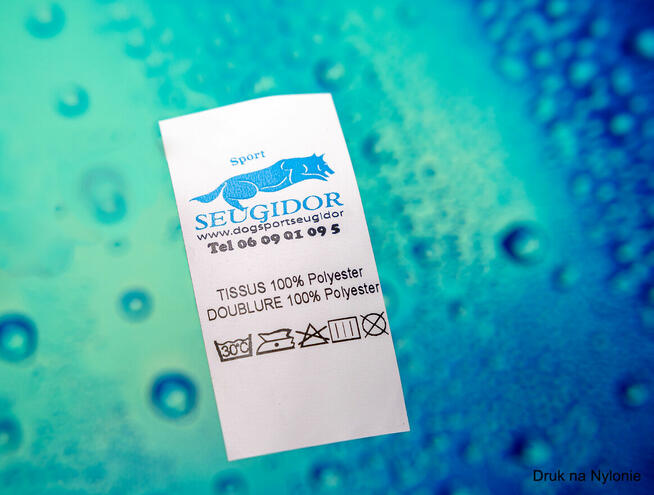 Sport
SEUGIDOR
www.dogsportseugidor
Tel 06 09 01 09 5
TISSUS 100% Polyester
DOUBLURE 100% Polyester
30°C
Druk na Nylonie